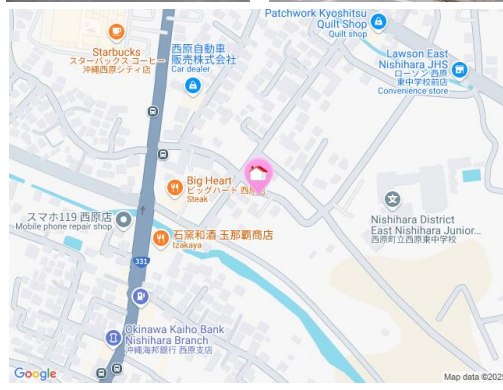 Patchwork Kyoshitsu
Quilt Shop
Quilt shop
Starbucks
スターバックス コーヒー
沖縄西原シティ店
西原自動車
販売株式会社
Car dealer
Lawson East
Nishihara JHS
ローソン 西原
東中学校前店
Convenience store
Big Heart
ビッグハート 西原店
Steak
スマホ119 西原店
Mobile phone repair shop
石窯和酒 玉那覇商店
Izakaya
Nishihara District
East Nishihara Junior...
西原町立西原東中学校
331
Okinawa Kaiho Bank
Nishihara Branch
沖縄海邦銀行 西原支店
Google
Map data ©202